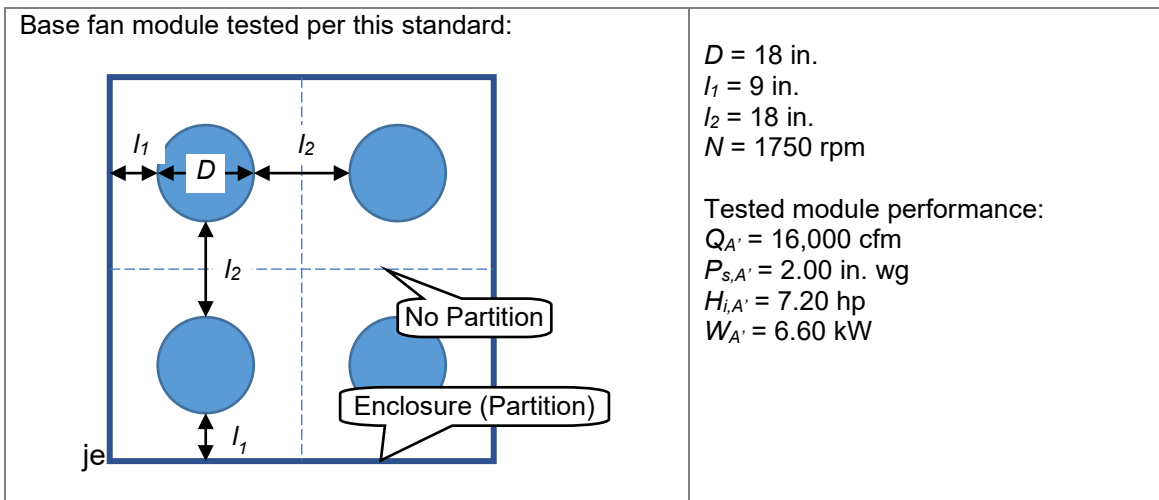 Base fan module tested per this standard:
l1
D
l2
l2
No Partition
Enclosure (Partition)
l1
je
D = 18 in.
l1 = 9 in.
l2 = 18 in.
N = 1750 rpm
Tested module performance:
QA' = 16,000 cfm
Ps,A' = 2.00 in. wg
Hi,A' = 7.20 hp
WA' = 6.60 kW